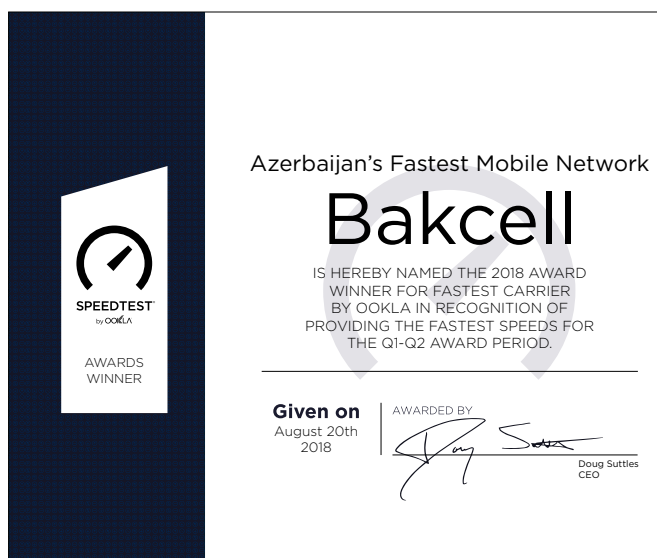 SPEEDTEST®
by OOKLA
AWARDS
WINNER
Azerbaijan's Fastest Mobile Network
Bakcell
IS HEREBY NAMED THE 2018 AWARD
WINNER FOR FASTEST CARRIER
BY OOKLA IN RECOGNITION OF
PROVIDING THE FASTEST SPEEDS FOR
THE Q1-Q2 AWARD PERIOD.
Given on
August 20th
2018
AWARDED BY
Doug Suttles
CEO